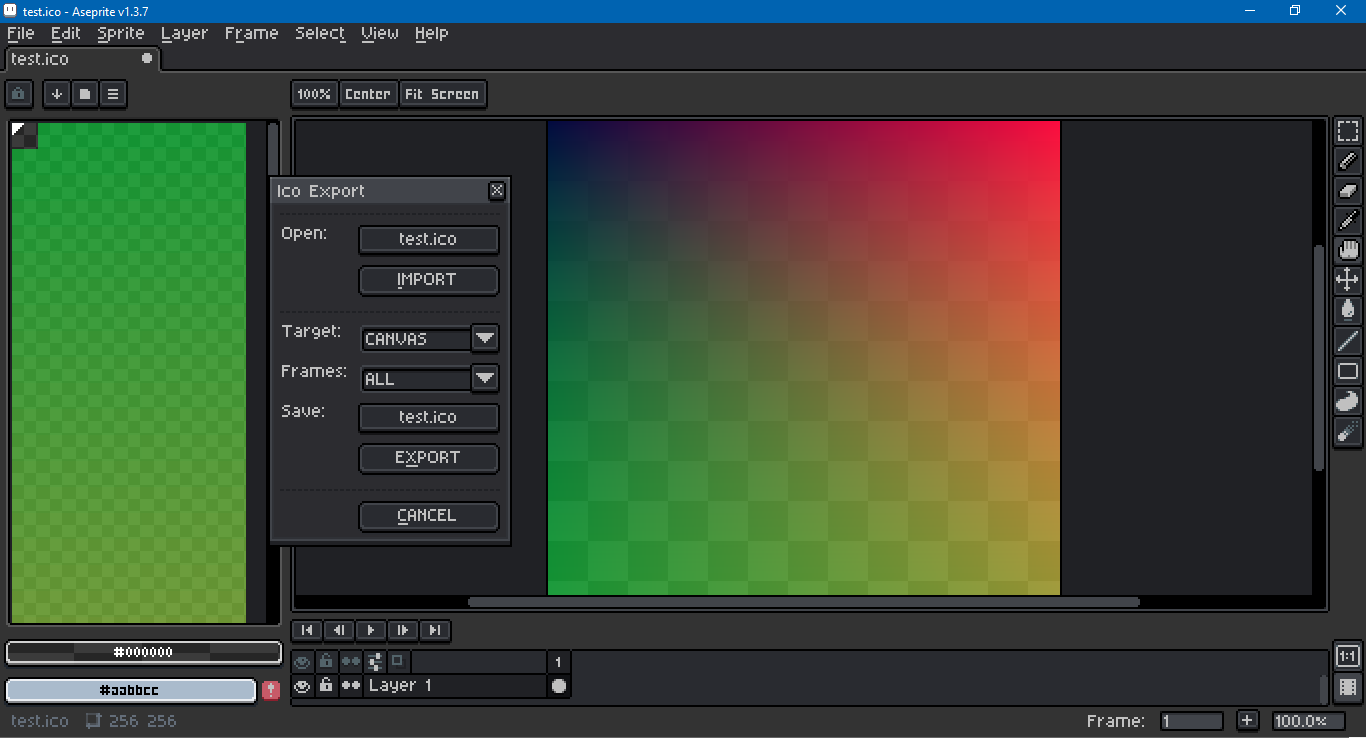 test.ico - Aseprite v1.3.7
File Edit Sprite Layer Frame Select View Help
test.ico
100% Center Fit Screen
Ico Export
Open: test.ico
IMPORT
Target: CANVAS
Frames: ALL
Save: test.ico
EXPORT
CANCEL
1
Layer 1
#000000
#aabbcc
1:1
test.ico 256 256
Frame: 1 100.0%